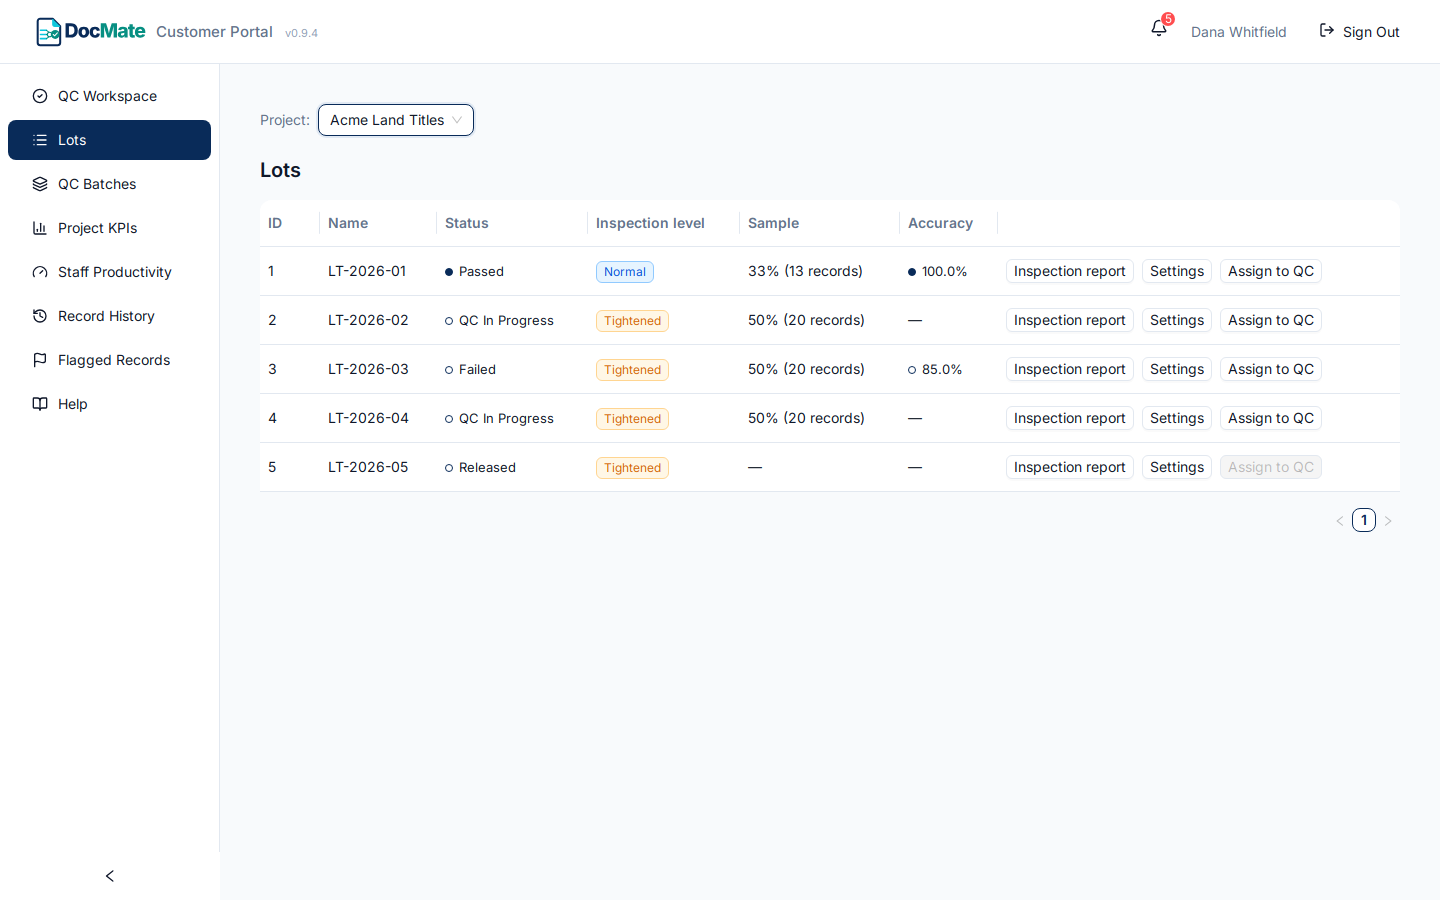 DocMate Customer Portal v0.9.4
5
Dana Whitfield
Sign Out
QC Workspace
Lots
QC Batches
Project KPIs
Staff Productivity
Record History
Flagged Records
Help
Project: Acme Land Titles
Lots
ID Name Status Inspection level Sample Accuracy
1 LT-2026-01 Passed Normal 33% (13 records) 100.0% Inspection report Settings Assign to QC
2 LT-2026-02 QC In Progress Tightened 50% (20 records) — Inspection report Settings Assign to QC
3 LT-2026-03 Failed Tightened 50% (20 records) 85.0% Inspection report Settings Assign to QC
4 LT-2026-04 QC In Progress Tightened 50% (20 records) — Inspection report Settings Assign to QC
5 LT-2026-05 Released Tightened — — Inspection report Settings Assign to QC
1